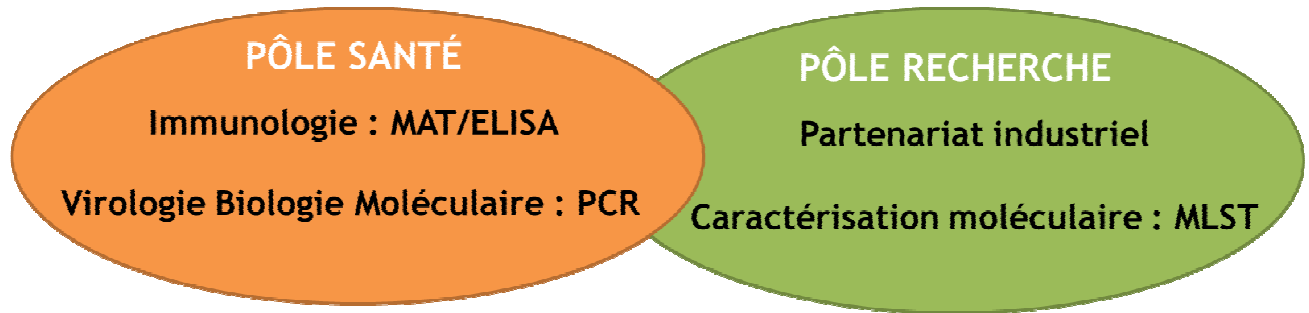 PÔLE SANTÉ
Immunologie : MAT/ELISA
Virologie Biologie Moléculaire : PCR
PÔLE RECHERCHE
Partenariat industriel
Caractérisation moléculaire : MLST